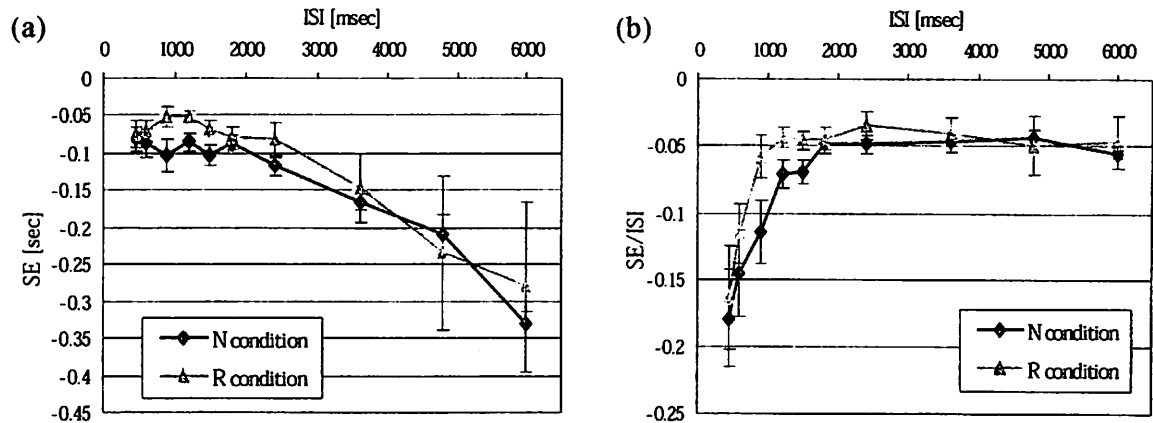 (a)
ISI [msec]
0 1000 2000 3000 4000 5000 6000
0
-0.05
-0.1
-0.15
-0.2
-0.25
-0.3
-0.35
-0.4
-0.45
SE [sec]
N condition
R condition
(b)
ISI [msec]
0 1000 2000 3000 4000 5000 6000
0
-0.05
-0.1
-0.15
-0.2
-0.25
SE/ISI
N condition
R condition